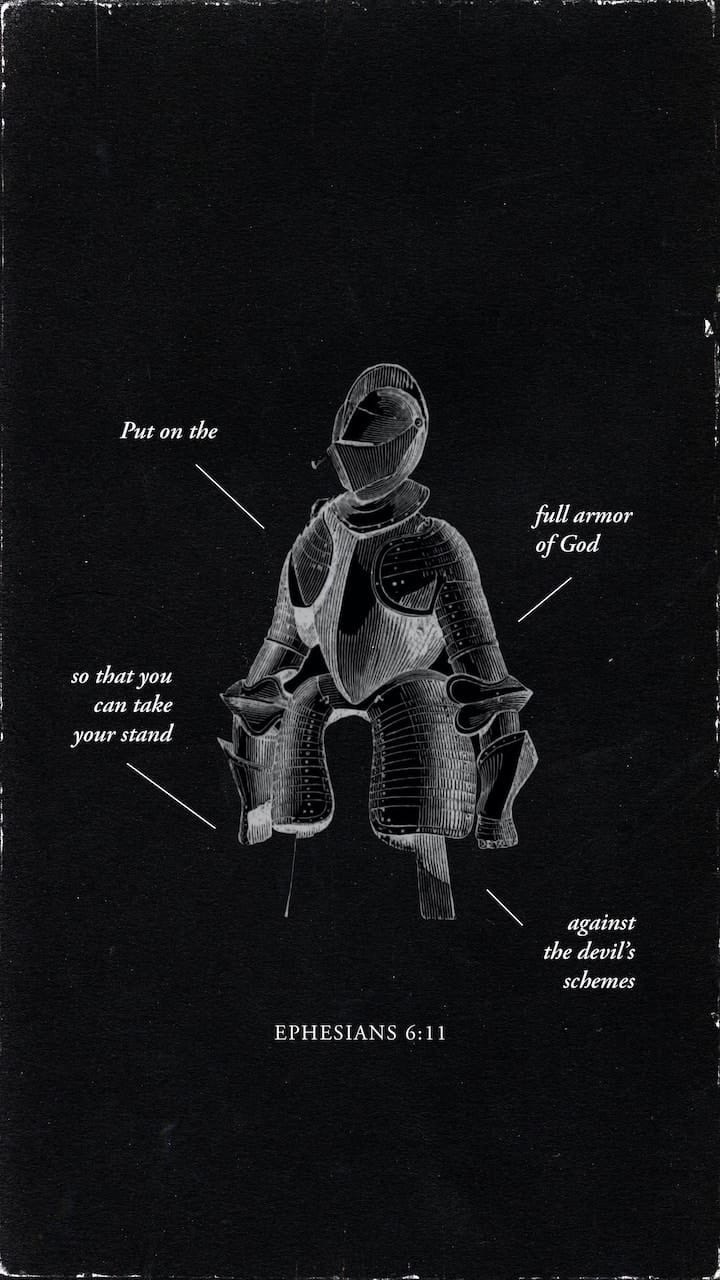 Put on the
full armor
of God
so that you
can take
your stand
against
the devil’s
schemes
EPHESIANS 6:11